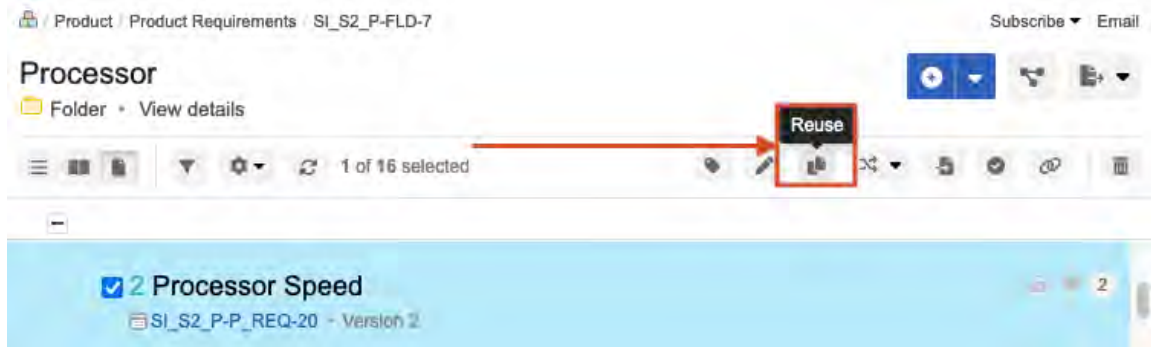 / Product / Product Requirements / SI_S2_P-FLD-7 Subscribe Email
Processor
Folder • View details
Reuse
1 of 16 selected
2 Processor Speed 2
SI_S2_P-P_REQ-20 - Version 2